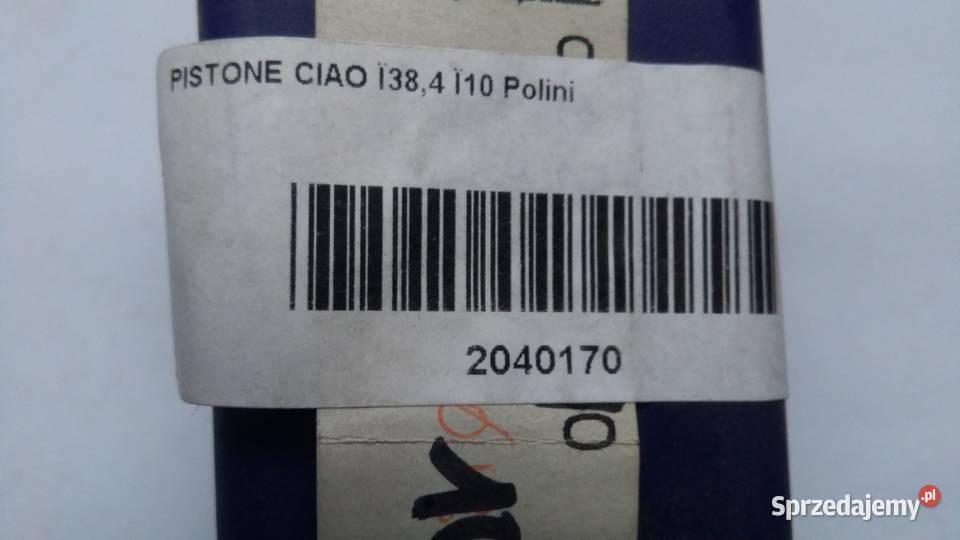 PISTONE CIAO Ï38,4 Ï10 Polini
2040170
Sprzedajemy.pl